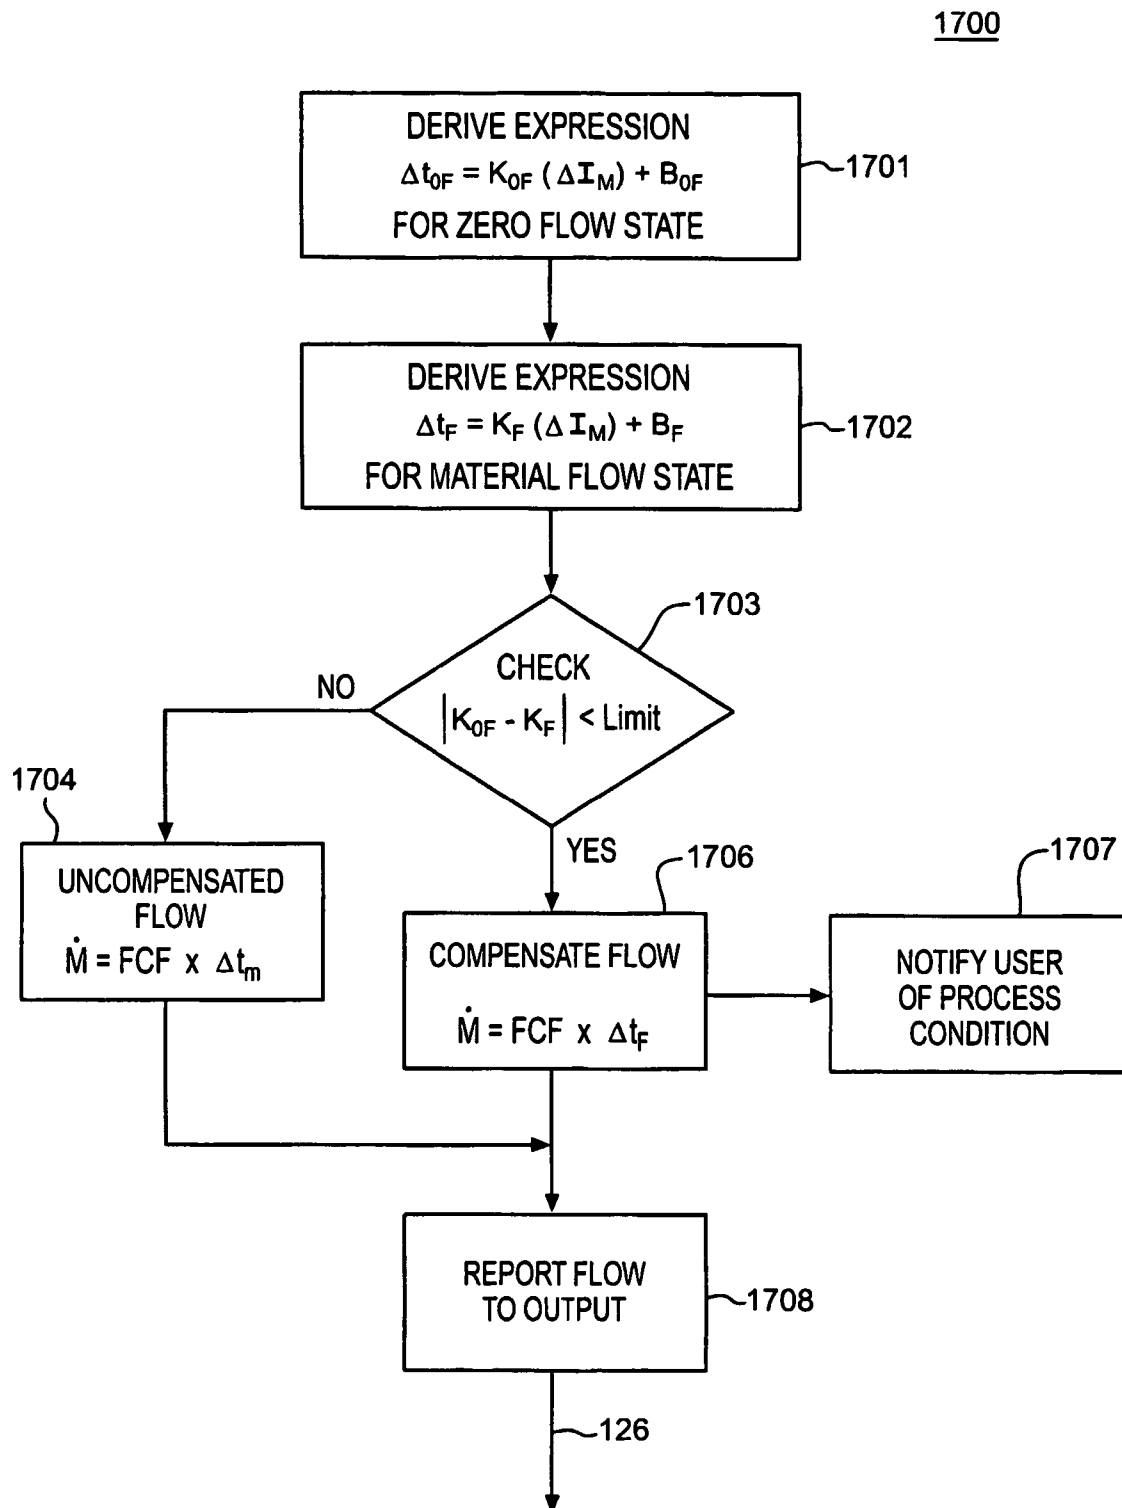 1700
DERIVE EXPRESSION
Δt₀F = K₀F (ΔIM) + B₀F
FOR ZERO FLOW STATE
1701
DERIVE EXPRESSION
ΔtF = KF (ΔIM) + BF
FOR MATERIAL FLOW STATE
1702
1703
CHECK
|K₀F - KF| < Limit
NO
YES
1704
UNCOMPENSATED
FLOW
Ṁ = FCF x Δtm
1706
COMPENSATE FLOW
Ṁ = FCF x ΔtF
1707
NOTIFY USER
OF PROCESS
CONDITION
REPORT FLOW
TO OUTPUT
1708
126